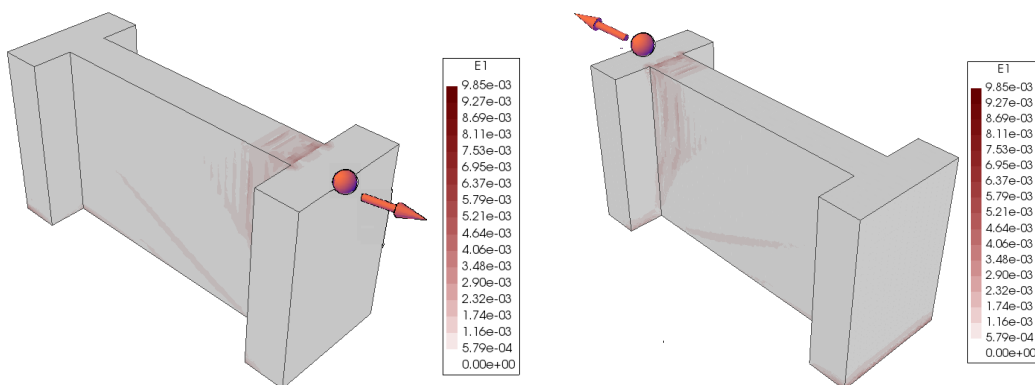 E1
9.85e-03
9.27e-03
8.69e-03
8.11e-03
7.53e-03
6.95e-03
6.37e-03
5.79e-03
5.21e-03
4.64e-03
4.06e-03
3.48e-03
2.90e-03
2.32e-03
1.74e-03
1.16e-03
5.79e-04
0.00e+00
E1
9.85e-03
9.27e-03
8.69e-03
8.11e-03
7.53e-03
6.95e-03
6.37e-03
5.79e-03
5.21e-03
4.64e-03
4.06e-03
3.48e-03
2.90e-03
2.32e-03
1.74e-03
1.16e-03
5.79e-04
0.00e+00